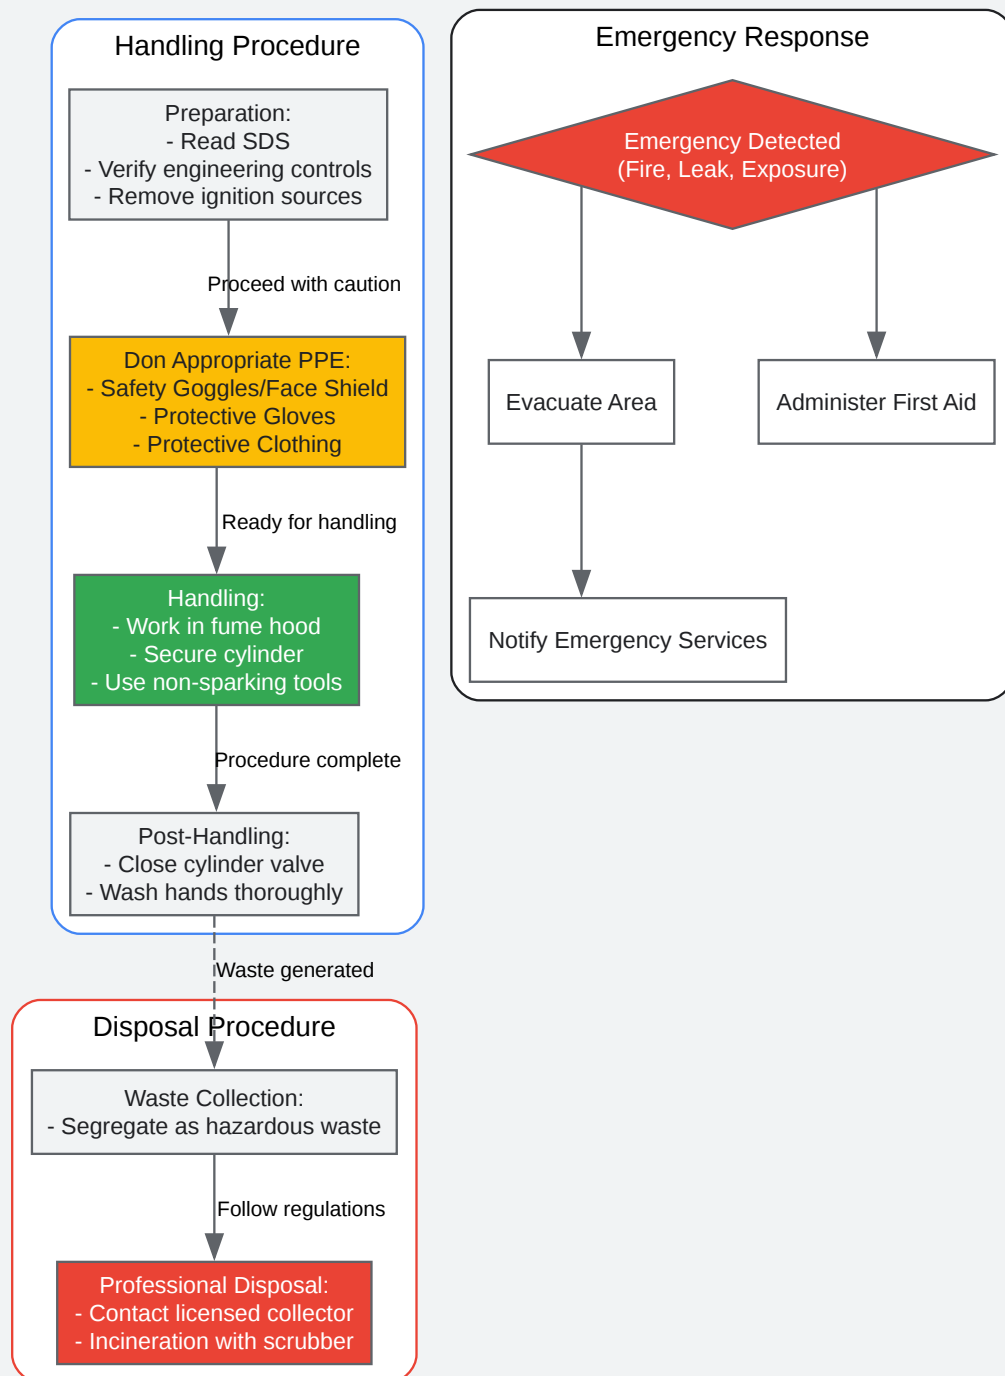 Handling Procedure
Preparation:
- Read SDS
- Verify engineering controls
- Remove ignition sources
Proceed with caution
Don Appropriate PPE:
- Safety Goggles/Face Shield
- Protective Gloves
- Protective Clothing
Ready for handling
Handling:
- Work in fume hood
- Secure cylinder
- Use non-sparking tools
Procedure complete
Post-Handling:
- Close cylinder valve
- Wash hands thoroughly
Waste generated
Disposal Procedure
Waste Collection:
- Segregate as hazardous waste
Follow regulations
Professional Disposal:
- Contact licensed collector
- Incineration with scrubber
Emergency Response
Emergency Detected
(Fire, Leak, Exposure)
Evacuate Area
Administer First Aid
Notify Emergency Services